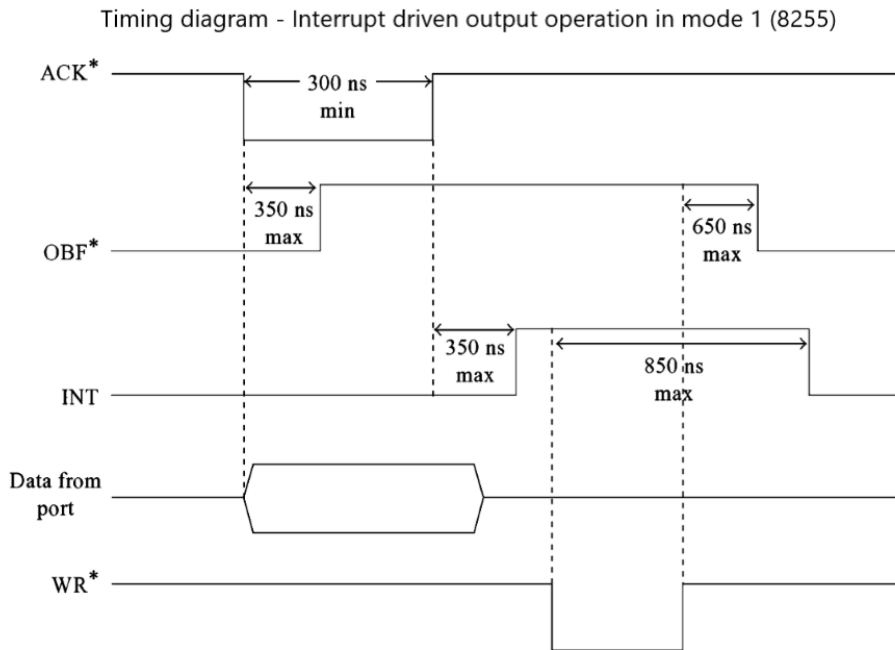 Timing diagram - Interrupt driven output operation in mode 1 (8255)
ACK*
300 ns
min
350 ns
max
OBF*
650 ns
max
350 ns
max
INT
850 ns
max
Data from
port
WR*